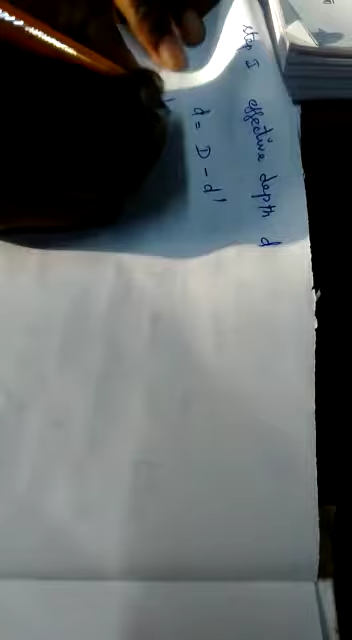 Step I effective depth d
d = D - d'